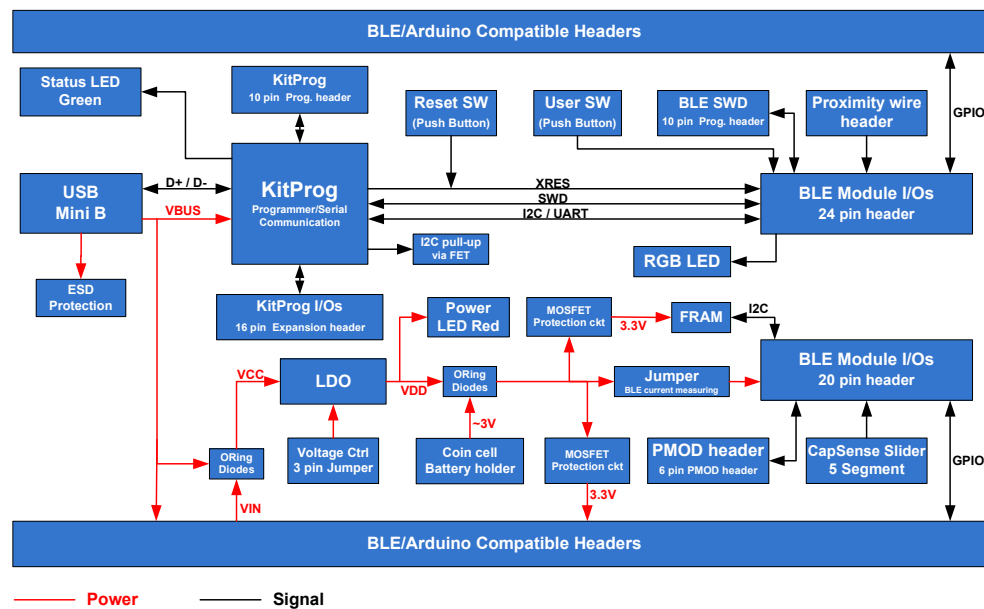 BLE/Arduino Compatible Headers
Status LED
Green
KitProg
10 pin Prog. header
Reset SW
(Push Button)
User SW
(Push Button)
BLE SWD
10 pin Prog. header
Proximity wire
header
GPIO
USB
Mini B
D+ / D-
VBUS
KitProg
Programmer/Serial
Communication
XRES
SWD
I2C / UART
BLE Module I/Os
24 pin header
I2C pull-up
via FET
RGB LED
ESD
Protection
KitProg I/Os
16 pin Expansion header
Power
LED Red
MOSFET
Protection ckt
3.3V
FRAM
I2C
BLE Module I/Os
20 pin header
VCC
LDO
VDD
ORing
Diodes
Jumper
BLE current measuring
~3V
ORing
Diodes
Voltage Ctrl
3 pin Jumper
Coin cell
Battery holder
MOSFET
Protection ckt
PMOD header
6 pin PMOD header
CapSense Slider
5 Segment
GPIO
VIN
3.3V
BLE/Arduino Compatible Headers
Power
Signal